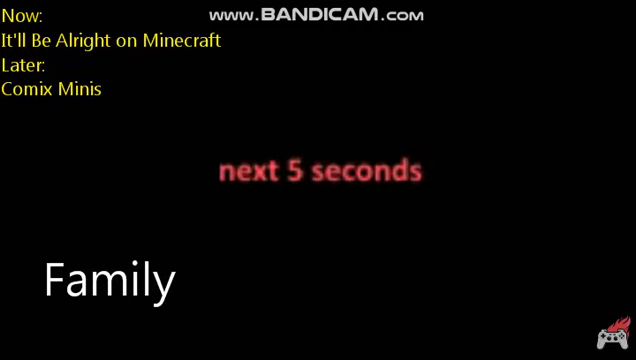 Now:
www.BANDICAM.com
It'll Be Alright on Minecraft
Later:
Comix Minis
next 5 seconds
Family